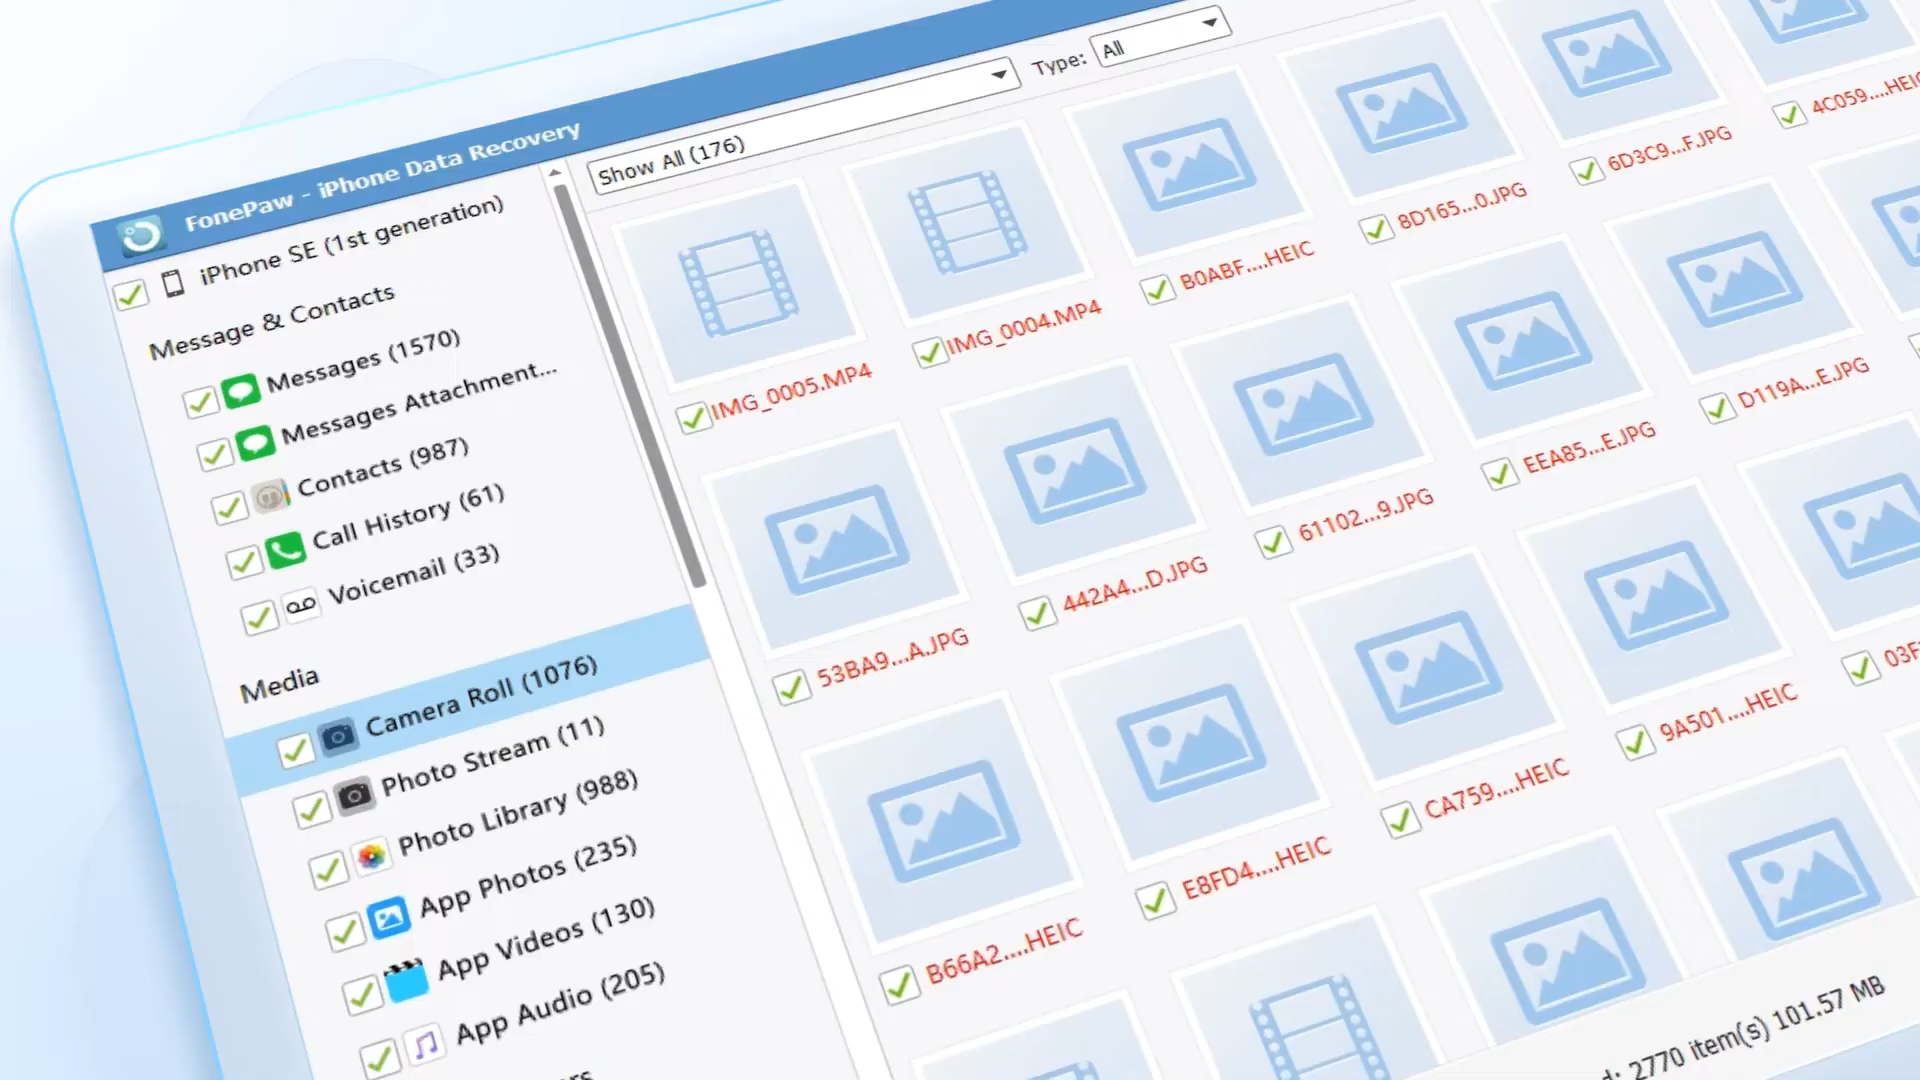 FonePaw - iPhone Data Recovery
iPhone SE (1st generation)
Message & Contacts
Messages (1570)
Messages Attachment...
Contacts (987)
Call History (61)
Voicemail (33)
Media
Camera Roll (1076)
Photo Stream (11)
Photo Library (988)
App Photos (235)
App Videos (130)
App Audio (205)
Show All (176)
Type: All
IMG_0005.MP4
IMG_0004.MP4
B0ABF....HEIC
8D165...0.JPG
6D3C9...F.JPG
53BA9...A.JPG
442A4...D.JPG
61102...9.JPG
EEA85...E.JPG
D119A...E.JPG
B66A2....HEIC
E8FD4....HEIC
CA759....HEIC
9A501....HEIC
2770 item(s) 101.57 MB